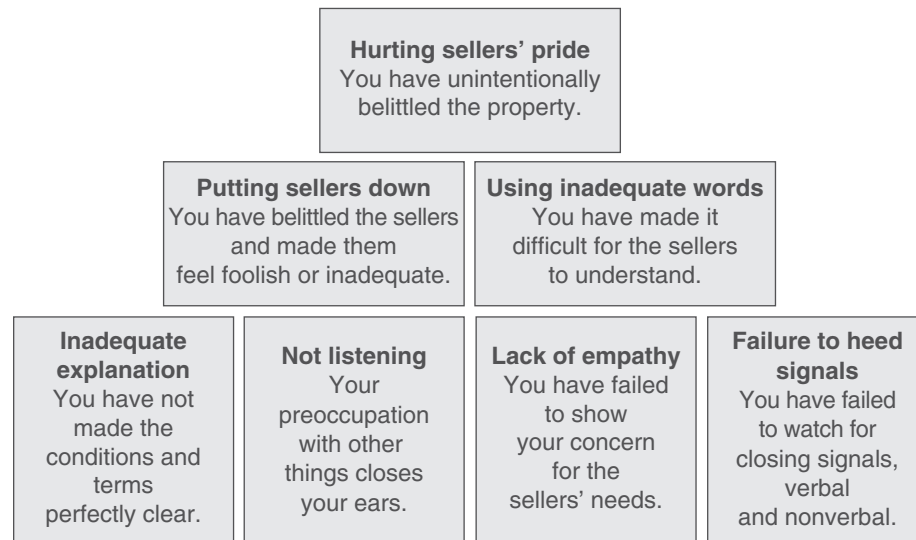 Hurting sellers’ pride
You have unintentionally
belittled the property.
Putting sellers down
You have belittled the sellers
and made them
feel foolish or inadequate.
Using inadequate words
You have made it
difficult for the sellers
to understand.
Inadequate
explanation
You have not
made the
conditions and
terms
perfectly clear.
Not listening
Your
preoccupation
with other
things closes
your ears.
Lack of empathy
You have failed
to show
your concern
for the
sellers’ needs.
Failure to heed
signals
You have failed
to watch for
closing signals,
verbal
and nonverbal.